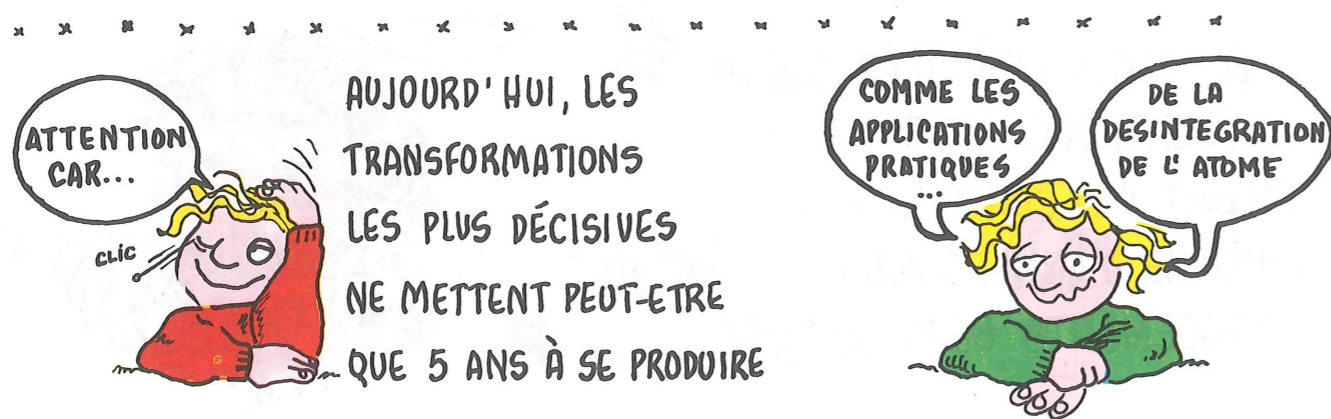 ATTENTION
CAR...
CLIC
AUJOURD'HUI, LES
TRANSFORMATIONS
LES PLUS DÉCISIVES
NE METTENT PEUT-ETRE
QUE 5 ANS À SE PRODUIRE
COMME LES
APPLICATIONS
PRATIQUES
...
DE LA
DESINTEGRATION
DE L'ATOME